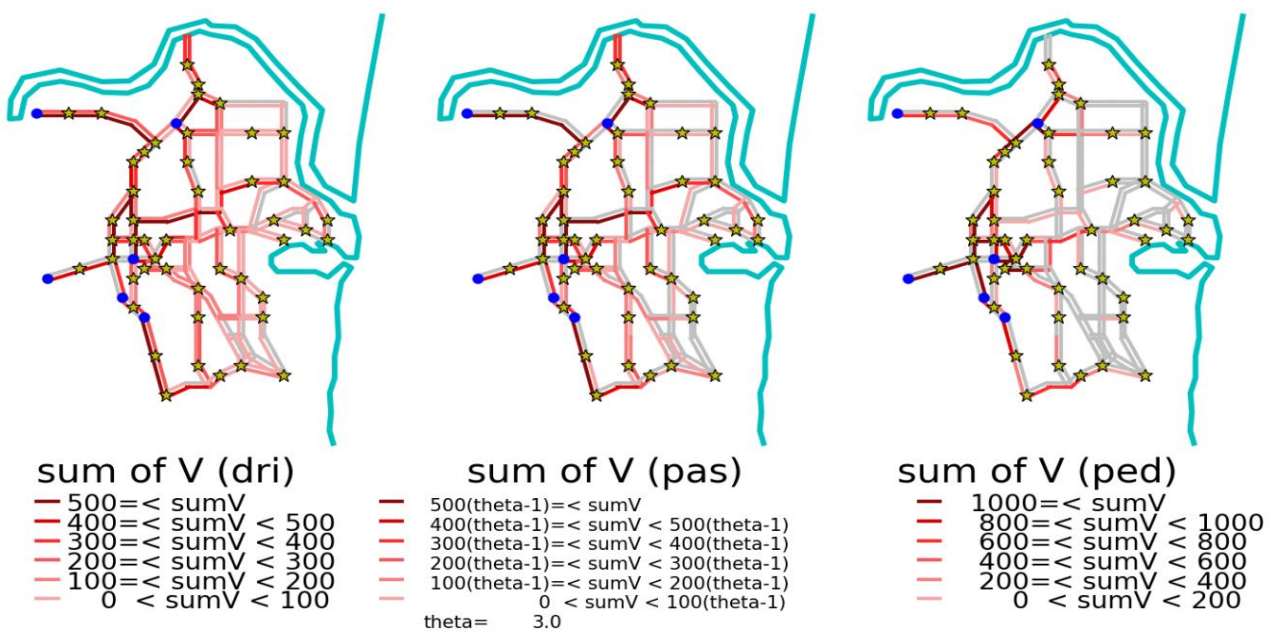 sum of V (dri)
500=< sumV
400=< sumV < 500
300=< sumV < 400
200=< sumV < 300
100=< sumV < 200
0 < sumV < 100
sum of V (pas)
500(theta-1)=< sumV
400(theta-1)=< sumV < 500(theta-1)
300(theta-1)=< sumV < 400(theta-1)
200(theta-1)=< sumV < 300(theta-1)
100(theta-1)=< sumV < 200(theta-1)
0 < sumV < 100(theta-1)
theta= 3.0
sum of V (ped)
1000=< sumV
800=< sumV < 1000
600=< sumV < 800
400=< sumV < 600
200=< sumV < 400
0 < sumV < 200